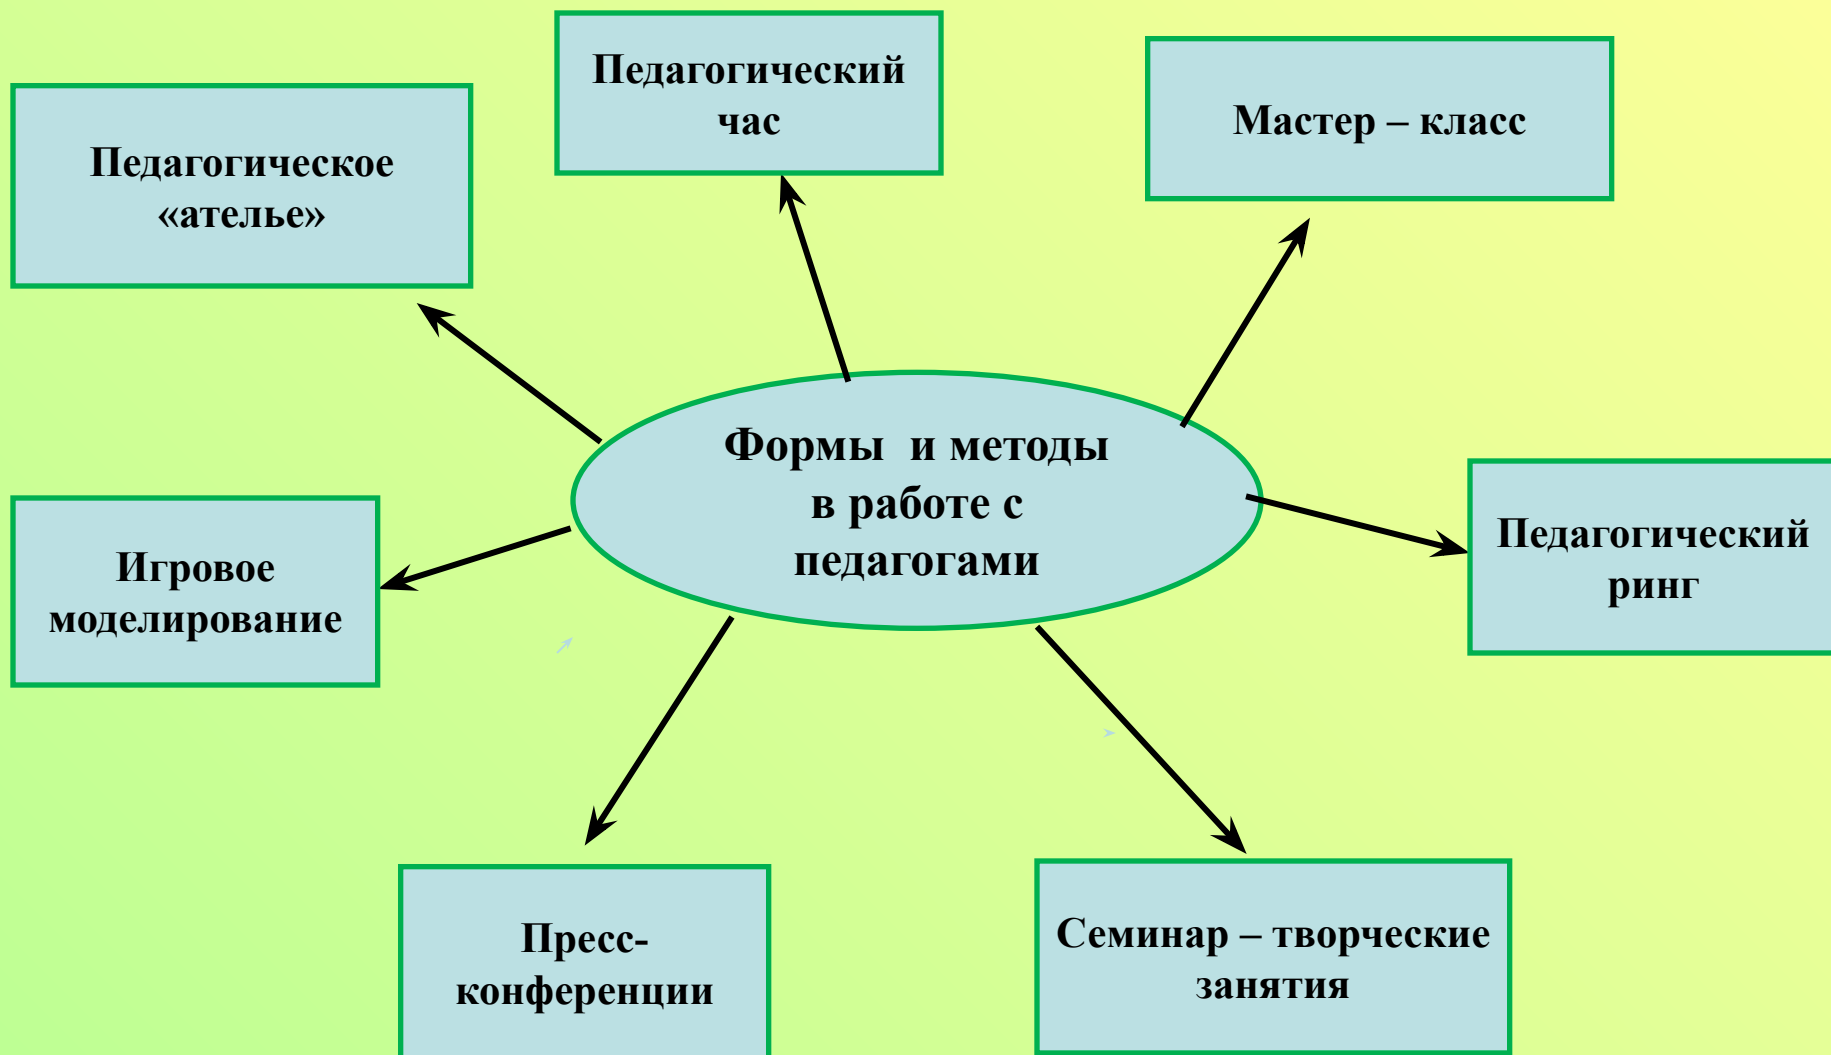 Педагогический
час
Мастер – класс
Педагогическое
«ателье»
Формы  и методы
в работе с
педагогами
Педагогический
ринг
Игровое
моделирование
Пресс-
конференции
Семинар – творческие
занятия